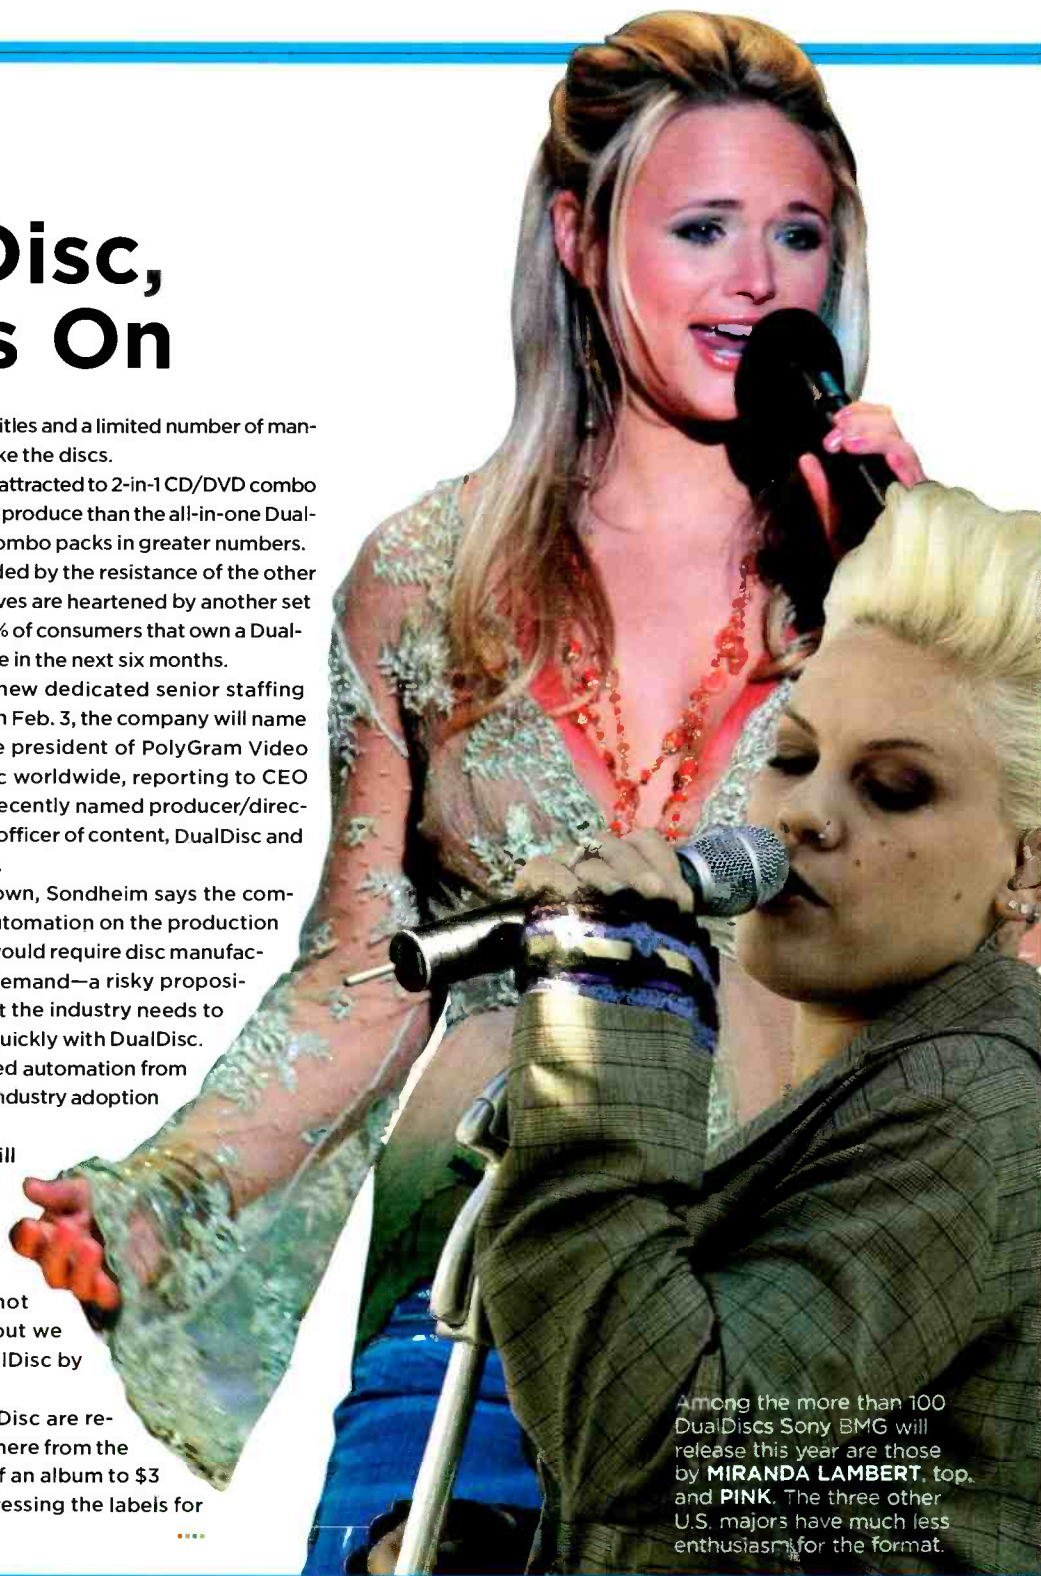 Disc,
s On
itles and a limited number of man-
ke the discs.
attracted to 2-in-1 CD/DVD combo
produce than the all-in-one Dual-
ombo packs in greater numbers.
led by the resistance of the other
ves are heartened by another set
% of consumers that own a Dual-
e in the next six months.
new dedicated senior staffing
n Feb. 3, the company will name
e president of PolyGram Video
c worldwide, reporting to CEO
ecently named producer/direc-
officer of content, DualDisc and
.
own, Sondheim says the com-
utomation on the production
ould require disc manufac-
emand—a risky proposi-
t the industry needs to
uickly with DualDisc.
ed automation from
ndustry adoption
ill
not
out we
lDisc by
Disc are re-
here from the
f an album to $3
ressing the labels for
Among the more than 100
DualDiscs Sony BMG will
release this year are those
by MIRANDA LAMBERT, top,
and PINK. The three other
U.S. majors have much less
enthusiasm for the format.